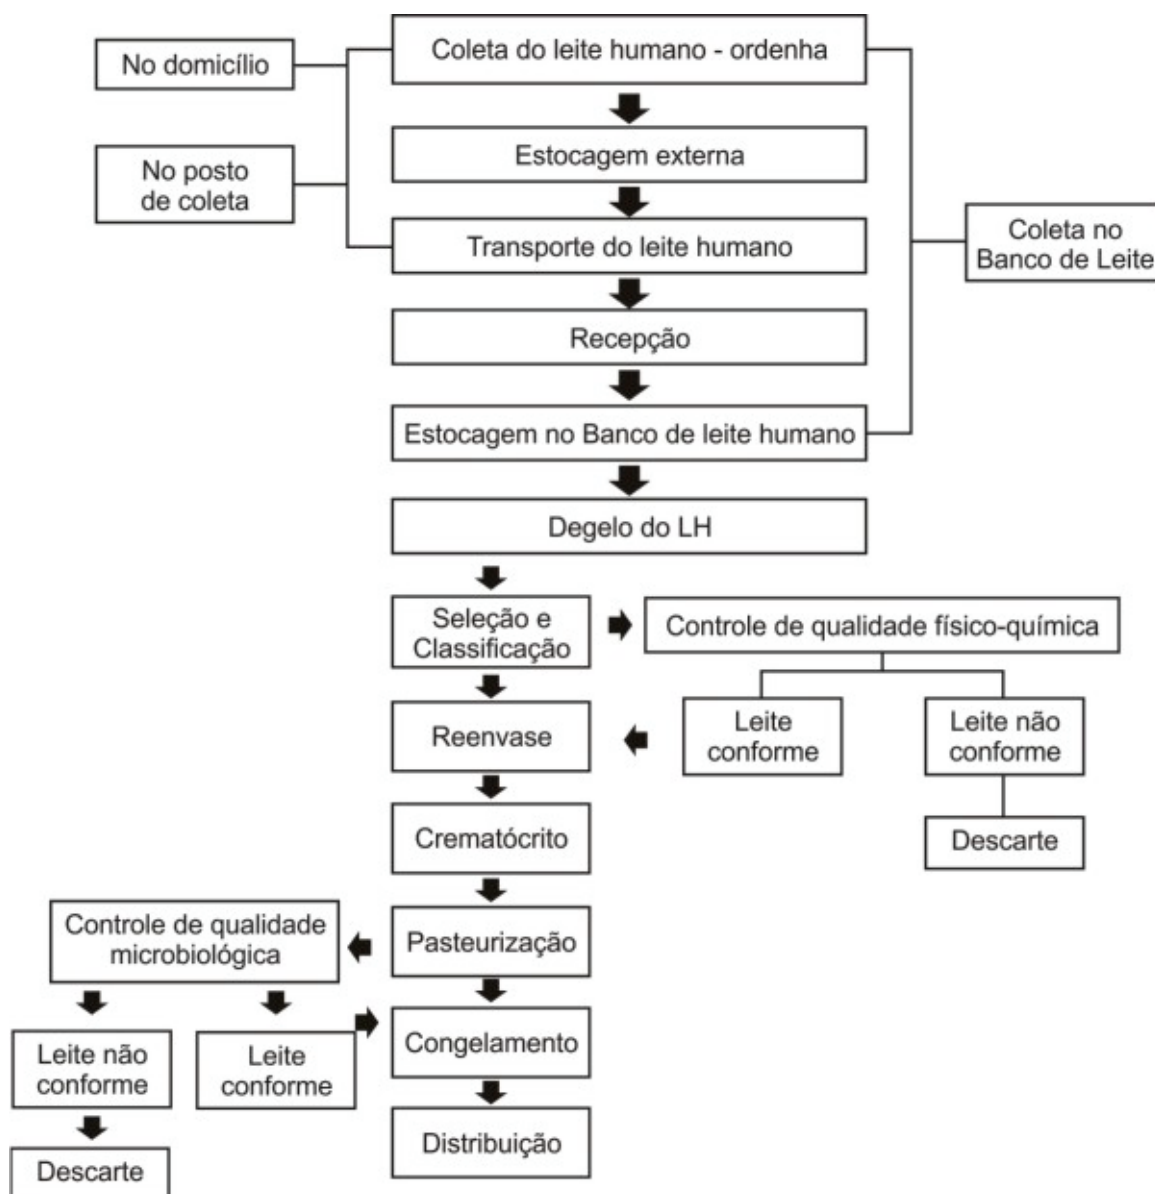 Coleta do leite humano - ordenha
No domicílio
Estocagem externa
No posto
de coleta
Transporte do leite humano
Coleta no
Banco de Leite
Recepção
Estocagem no Banco de leite humano
Degelo do LH
Seleção e
Classificação
Controle de qualidade físico-química
Reenvase
Leite
conforme
Leite não
conforme
Crematócrito
Descarte
Controle de qualidade
microbiológica
Pasteurização
Leite não
conforme
Leite
conforme
Congelamento
Descarte
Distribuição